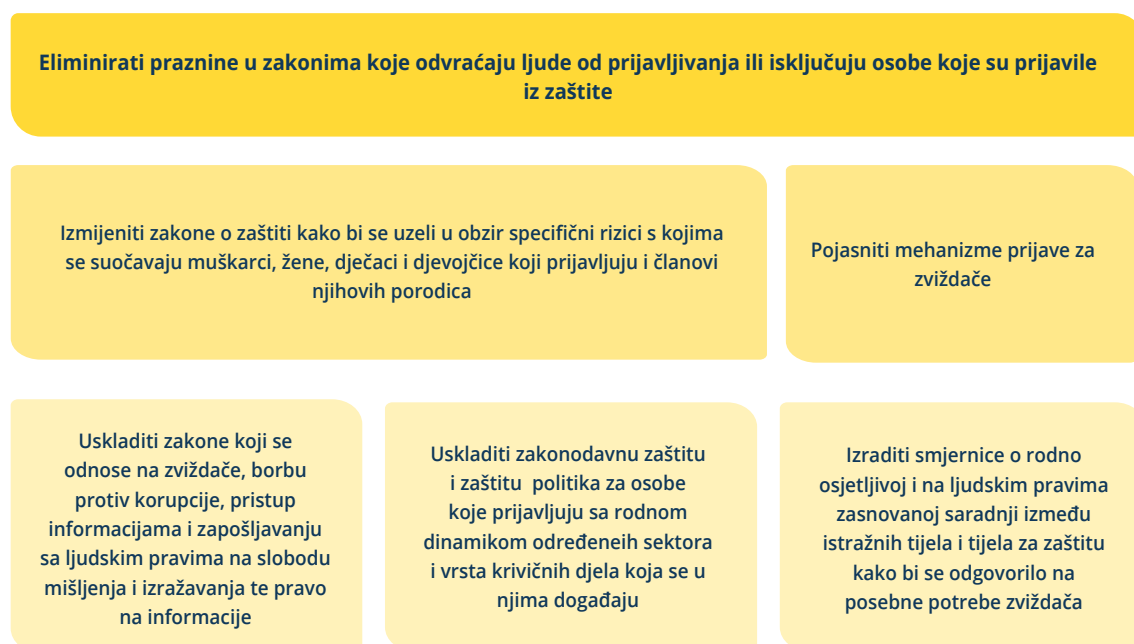 Eliminirati praznine u zakonima koje odvraćaju ljude od prijavljivanja ili isključuju osobe koje su prijavile
iz zaštite
Izmijeniti zakone o zaštiti kako bi se uzeli u obzir specifični rizici s kojima
se suočavaju muškarci, žene, dječaci i djevojčice koji prijavljuju i članovi
njihovih porodica
Pojasniti mehanizme prijave za
zviždače
Uskladiti zakone koji se
odnose na zviždače, borbu
protiv korupcije, pristup
informacijama i zapošljavanju
sa ljudskim pravima na slobodu
mišljenja i izražavanja te pravo
na informacije
Uskladiti zakonodavnu zaštitu
i zaštitu  politika za osobe
koje prijavljuju sa rodnom
dinamikom određeneih sektora
i vrsta krivičnih djela koja se u
njima događaju
Izraditi smjernice o rodno
osjetljivoj i na ljudskim pravima
zasnovanoj saradnji između
istražnih tijela i tijela za zaštitu
kako bi se odgovorilo na
posebne potrebe zviždača